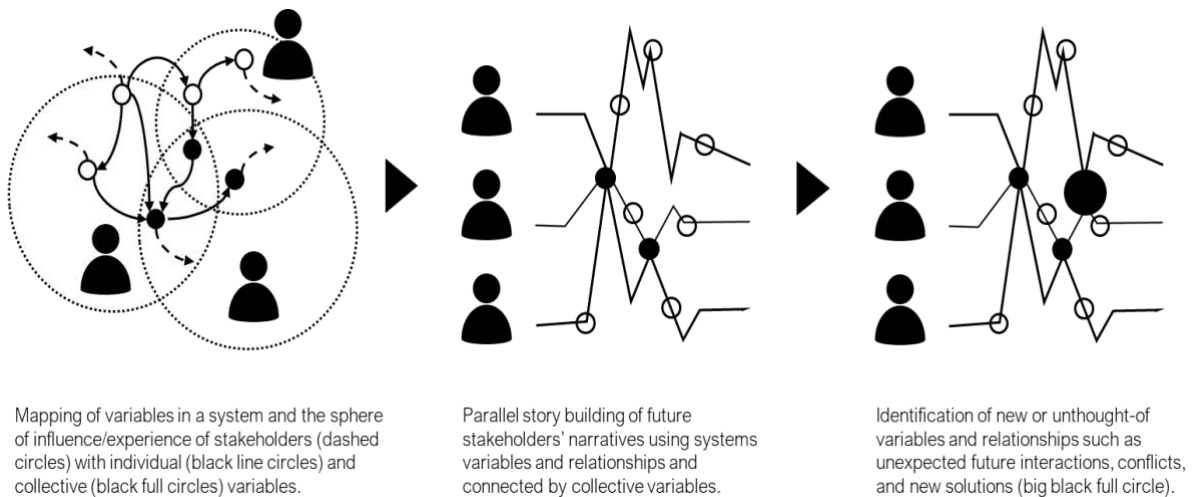 Mapping of variables in a system and the sphere
of influence/experience of stakeholders (dashed
circles) with individual (black line circles) and
collective (black full circles) variables.
Parallel story building of future
stakeholders’ narratives using systems
variables and relationships and
connected by collective variables.
Identification of new or unthought-of
variables and relationships such as
unexpected future interactions, conflicts,
and new solutions (big black full circle).